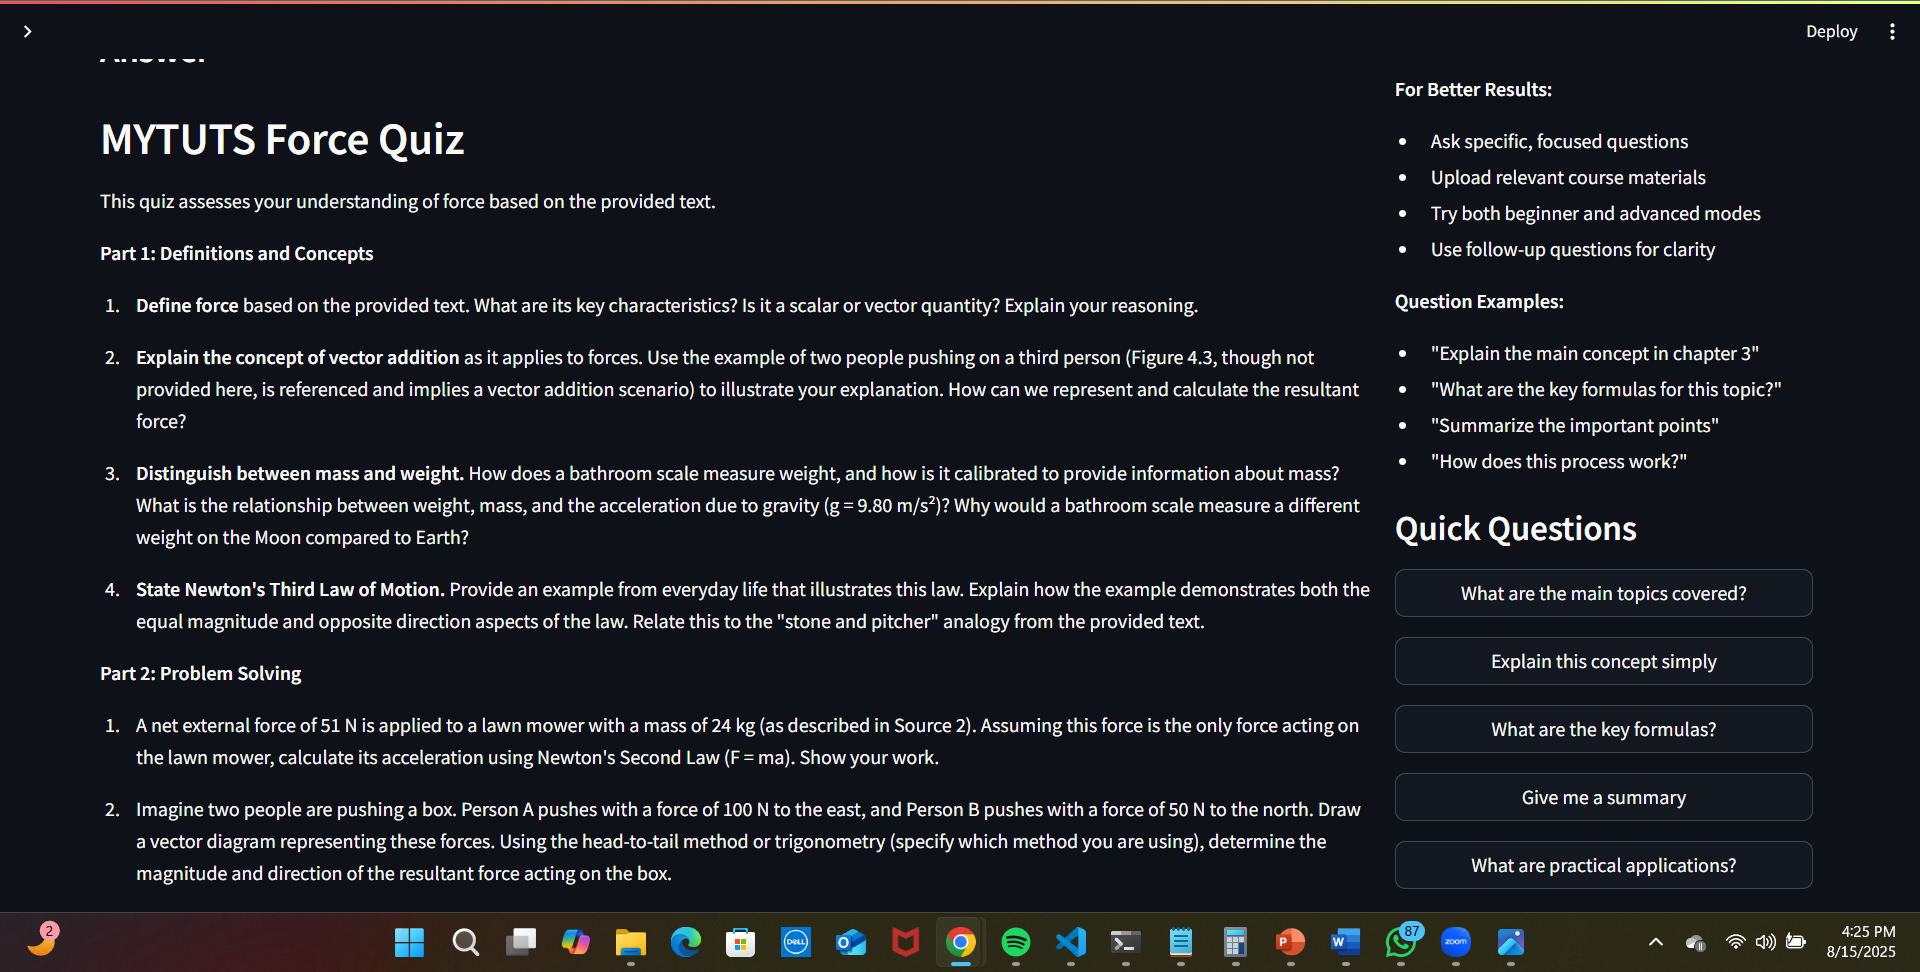 Deploy
Answer
MYTUTS Force Quiz
This quiz assesses your understanding of force based on the provided text.
Part 1: Definitions and Concepts
1. Define force based on the provided text. What are its key characteristics? Is it a scalar or vector quantity? Explain your reasoning.
2. Explain the concept of vector addition as it applies to forces. Use the example of two people pushing on a third person (Figure 4.3, though not
provided here, is referenced and implies a vector addition scenario) to illustrate your explanation. How can we represent and calculate the resultant
force?
3. Distinguish between mass and weight. How does a bathroom scale measure weight, and how is it calibrated to provide information about mass?
What is the relationship between weight, mass, and the acceleration due to gravity (g = 9.80 m/s²)? Why would a bathroom scale measure a different
weight on the Moon compared to Earth?
4. State Newton's Third Law of Motion. Provide an example from everyday life that illustrates this law. Explain how the example demonstrates both the
equal magnitude and opposite direction aspects of the law. Relate this to the "stone and pitcher" analogy from the provided text.
Part 2: Problem Solving
1. A net external force of 51 N is applied to a lawn mower with a mass of 24 kg (as described in Source 2). Assuming this force is the only force acting on
the lawn mower, calculate its acceleration using Newton's Second Law (F = ma). Show your work.
2. Imagine two people are pushing a box. Person A pushes with a force of 100 N to the east, and Person B pushes with a force of 50 N to the north. Draw
a vector diagram representing these forces. Using the head-to-tail method or trigonometry (specify which method you are using), determine the
magnitude and direction of the resultant force acting on the box.
For Better Results:
• Ask specific, focused questions
• Upload relevant course materials
• Try both beginner and advanced modes
• Use follow-up questions for clarity
Question Examples:
• "Explain the main concept in chapter 3"
• "What are the key formulas for this topic?"
• "Summarize the important points"
• "How does this process work?"
Quick Questions
What are the main topics covered?
Explain this concept simply
What are the key formulas?
Give me a summary
What are practical applications?
2
DELL
O
P
W
87
zoom
4:25 PM
8/15/2025